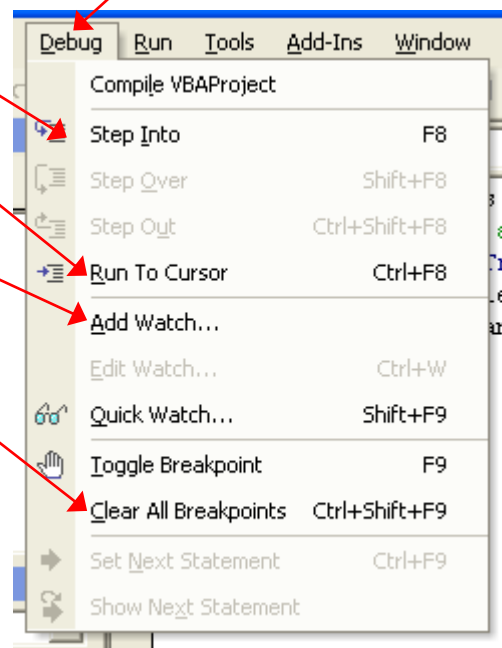 Debug Run Tools Add-Ins Window
Compile VBAProject
Step Into F8
Step Over Shift+F8
Step Out Ctrl+Shift+F8
Run To Cursor Ctrl+F8
Add Watch...
Edit Watch... Ctrl+W
Quick Watch... Shift+F9
Toggle Breakpoint F9
Clear All Breakpoints Ctrl+Shift+F9
Set Next Statement Ctrl+F9
Show Next Statement